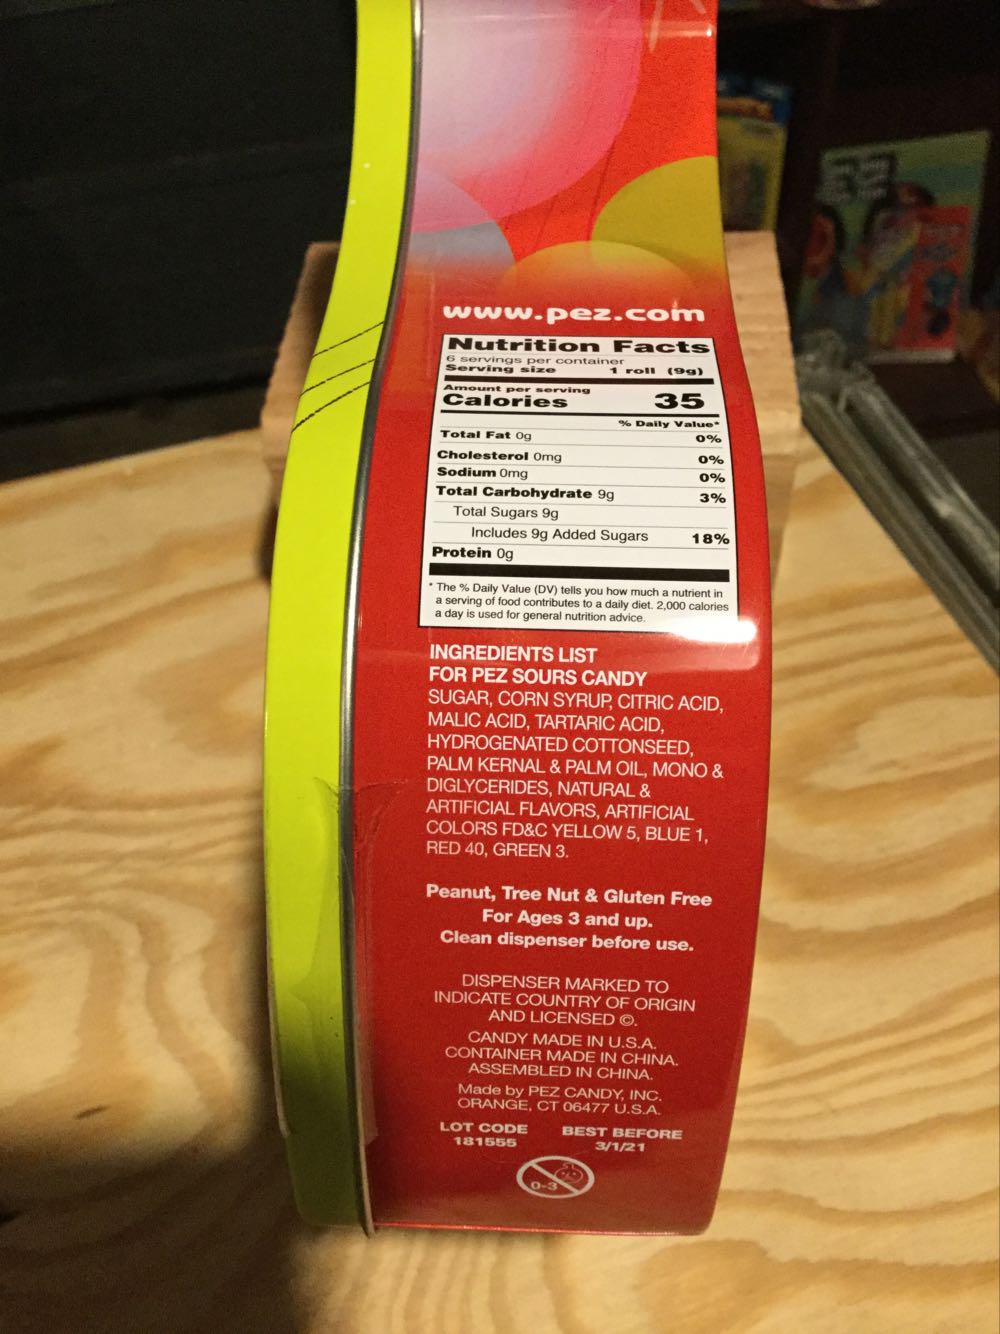 www.pez.com
Nutrition Facts
6 servings per container
Serving size 1 roll (9g)
Amount per serving
Calories 35
% Daily Value*
Total Fat 0g 0%
Cholesterol 0mg 0%
Sodium 0mg 0%
Total Carbohydrate 9g 3%
Total Sugars 9g
Includes 9g Added Sugars 18%
Protein 0g
* The % Daily Value (DV) tells you how much a nutrient in
a serving of food contributes to a daily diet. 2,000 calories
a day is used for general nutrition advice.
INGREDIENTS LIST
FOR PEZ SOURS CANDY
SUGAR, CORN SYRUP, CITRIC ACID,
MALIC ACID, TARTARIC ACID,
HYDROGENATED COTTONSEED,
PALM KERNAL & PALM OIL, MONO &
DIGLYCERIDES, NATURAL &
ARTIFICIAL FLAVORS, ARTIFICIAL
COLORS FD&C YELLOW 5, BLUE 1,
RED 40, GREEN 3.
Peanut, Tree Nut & Gluten Free
For Ages 3 and up.
Clean dispenser before use.
DISPENSER MARKED TO
INDICATE COUNTRY OF ORIGIN
AND LICENSED ©.
CANDY MADE IN U.S.A.
CONTAINER MADE IN CHINA.
ASSEMBLED IN CHINA.
Made by PEZ CANDY, INC.
ORANGE, CT 06477 U.S.A.
LOT CODE BEST BEFORE
181555 3/1/21
0-3